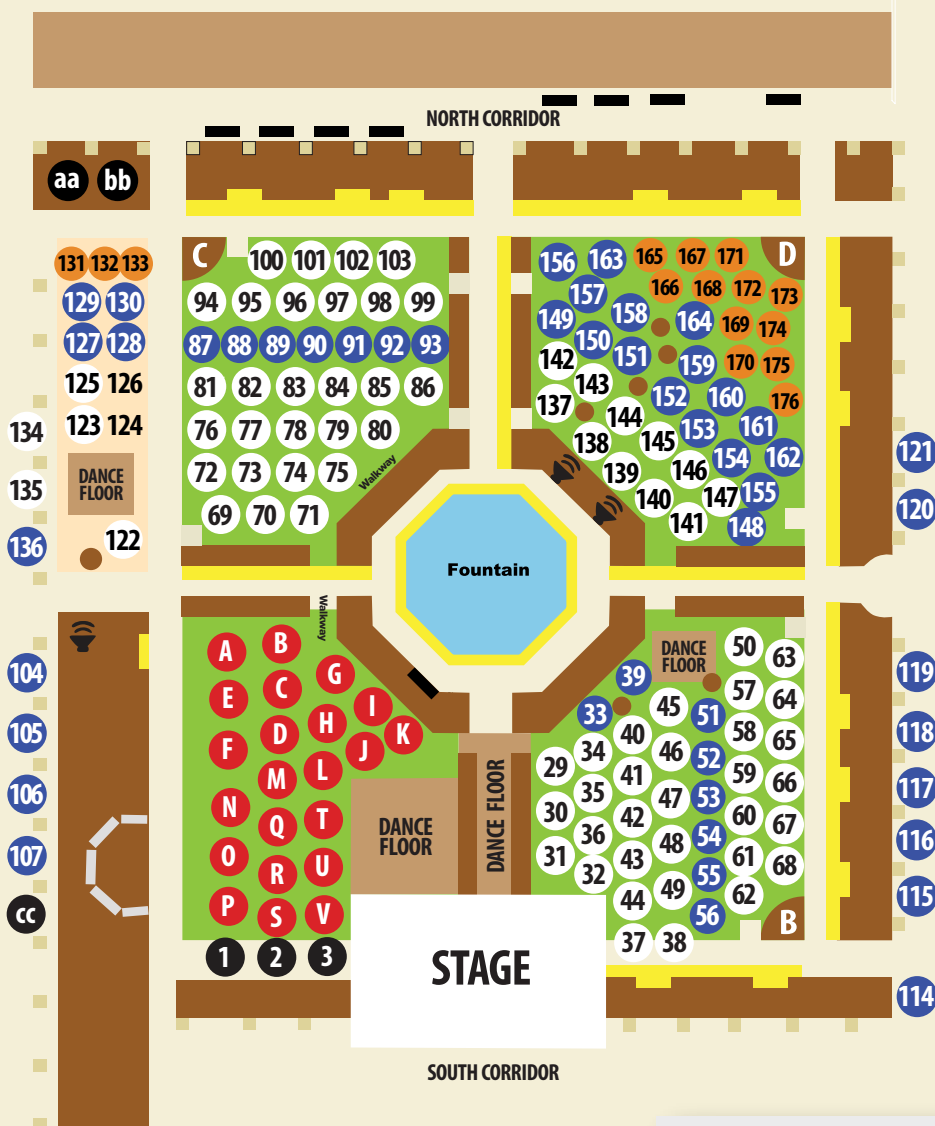 NORTH CORRIDOR
aa bb
131 132 133
129 130
127 128
125 126
123 124
DANCE
FLOOR
122
134
135
136
C
100 101 102 103
94 95 96 97 98 99
87 88 89 90 91 92 93
81 82 83 84 85 86
76 77 78 79 80
72 73 74 75
Walkway
69 70 71
D
156 163 165 167 171
166 168 172 173
157
149 158 164 169 174
150
142 151 159 170 175
143
137 152 160 176
144
138 145 153 161
139 146 154 162
140 147 155
141 148
121
120
Fountain
Walkway
104
105
106
107
cc
A B
G
E C
I
H
F D K
J
M L
N
Q T
O R U
P S V
1 2 3
DANCE
FLOOR
DANCE FLOOR
STAGE
DANCE
FLOOR
39
33
50 63
57 64
45 51
40 58 65
34 46 52
29 41 59 66
35 47 53
30 42 60 67
36 48 54
31 43 61 68
32 49 55 62
44 56
37 38
B
119
118
117
116
115
114
SOUTH CORRIDOR